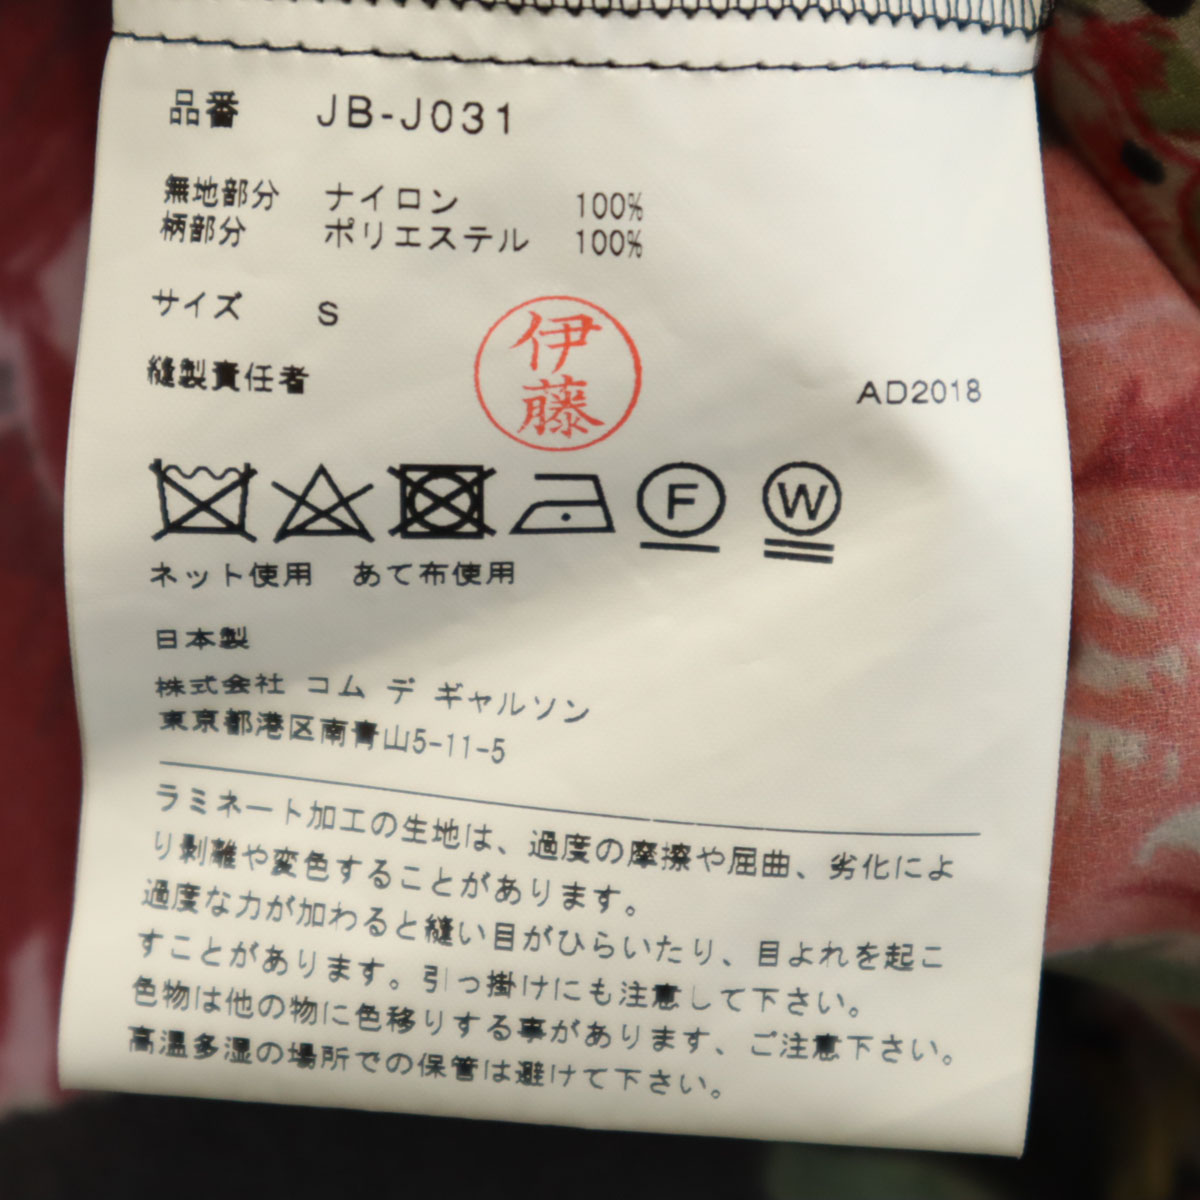 品番 JB-J031
無地部分 ナイロン 100%
柄部分 ポリエステル 100%
サイズ S
縫製責任者 伊藤 AD2018
F W
ネット使用 あて布使用
日本製
株式会社 コム デ ギャルソン
東京都港区南青山5-11-5
ラミネート加工の生地は、過度の摩擦や屈曲、劣化によ
り剥離や変色することがあります。
過度な力が加わると縫い目がひらいたり、目よれを起こ
すことがあります。引っ掛けにも注意して下さい。
色物は他の物に色移りする事があります、ご注意下さい。
高温多湿の場所での保管は避けて下さい。